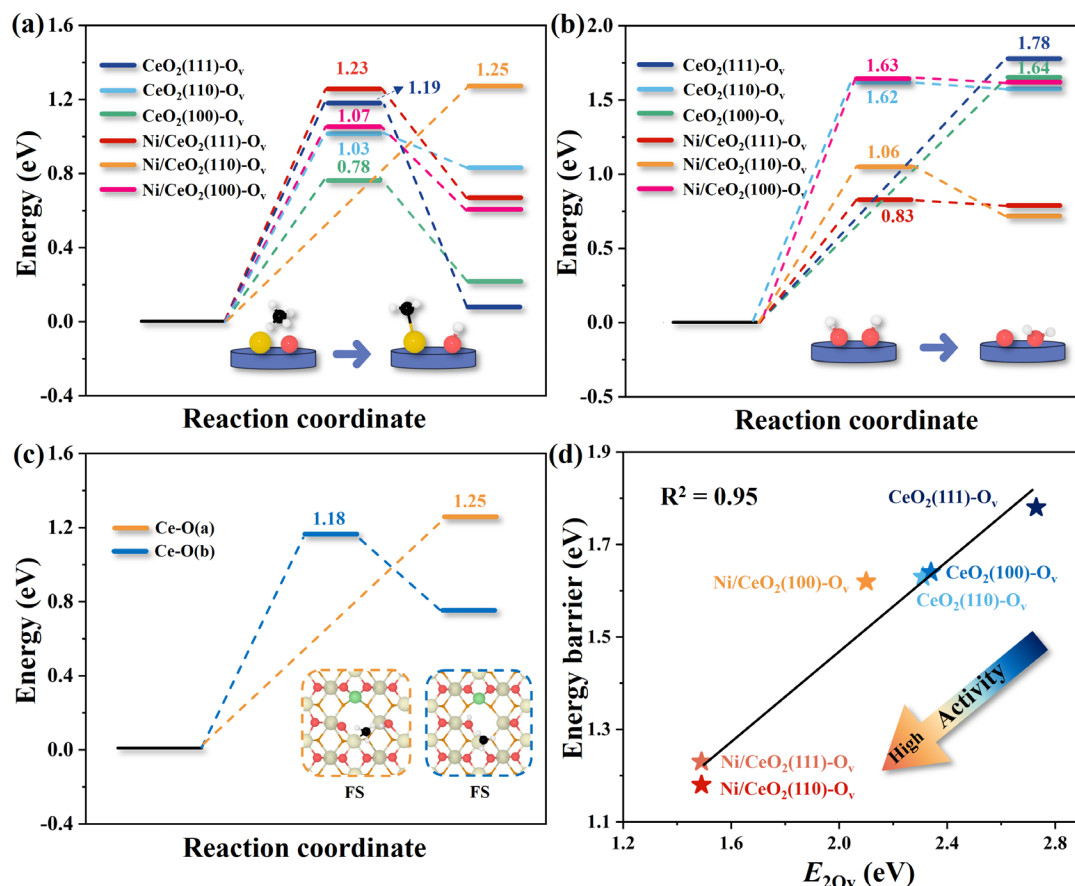 (a)
1.6
1.2
0.8
0.4
0.0
-0.4
Energy (eV)
CeO₂(111)-Oᵥ
CeO₂(110)-Oᵥ
CeO₂(100)-Oᵥ
Ni/CeO₂(111)-Oᵥ
Ni/CeO₂(110)-Oᵥ
Ni/CeO₂(100)-Oᵥ
1.23
1.19
1.07
1.03
0.78
1.25
Reaction coordinate
(b)
2.0
1.5
1.0
0.5
0.0
-0.5
Energy (eV)
CeO₂(111)-Oᵥ
CeO₂(110)-Oᵥ
CeO₂(100)-Oᵥ
Ni/CeO₂(111)-Oᵥ
Ni/CeO₂(110)-Oᵥ
Ni/CeO₂(100)-Oᵥ
1.63
1.62
1.06
0.83
1.78
1.64
Reaction coordinate
(c)
1.6
1.2
0.8
0.4
0.0
-0.4
Energy (eV)
Ce-O(a)
Ce-O(b)
1.18
1.25
FS
FS
Reaction coordinate
(d)
1.9
1.7
1.5
1.3
1.1
Energy barrier (eV)
R² = 0.95
CeO₂(111)-Oᵥ
Ni/CeO₂(100)-Oᵥ
CeO₂(100)-Oᵥ
CeO₂(110)-Oᵥ
High Activity
Ni/CeO₂(111)-Oᵥ
Ni/CeO₂(110)-Oᵥ
1.2 1.6 2.0 2.4 2.8
E₂Oᵥ (eV)